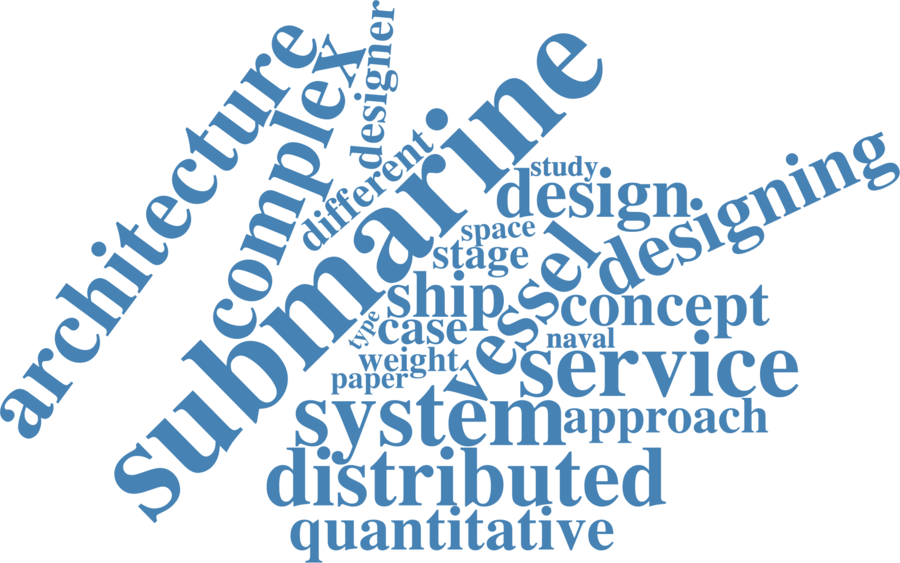 architecture
complex
designer
different
submarine
study
design
designing
space
stage
vessel
ship
concept
type
case
naval
weight
service
paper
system
approach
distributed
quantitative